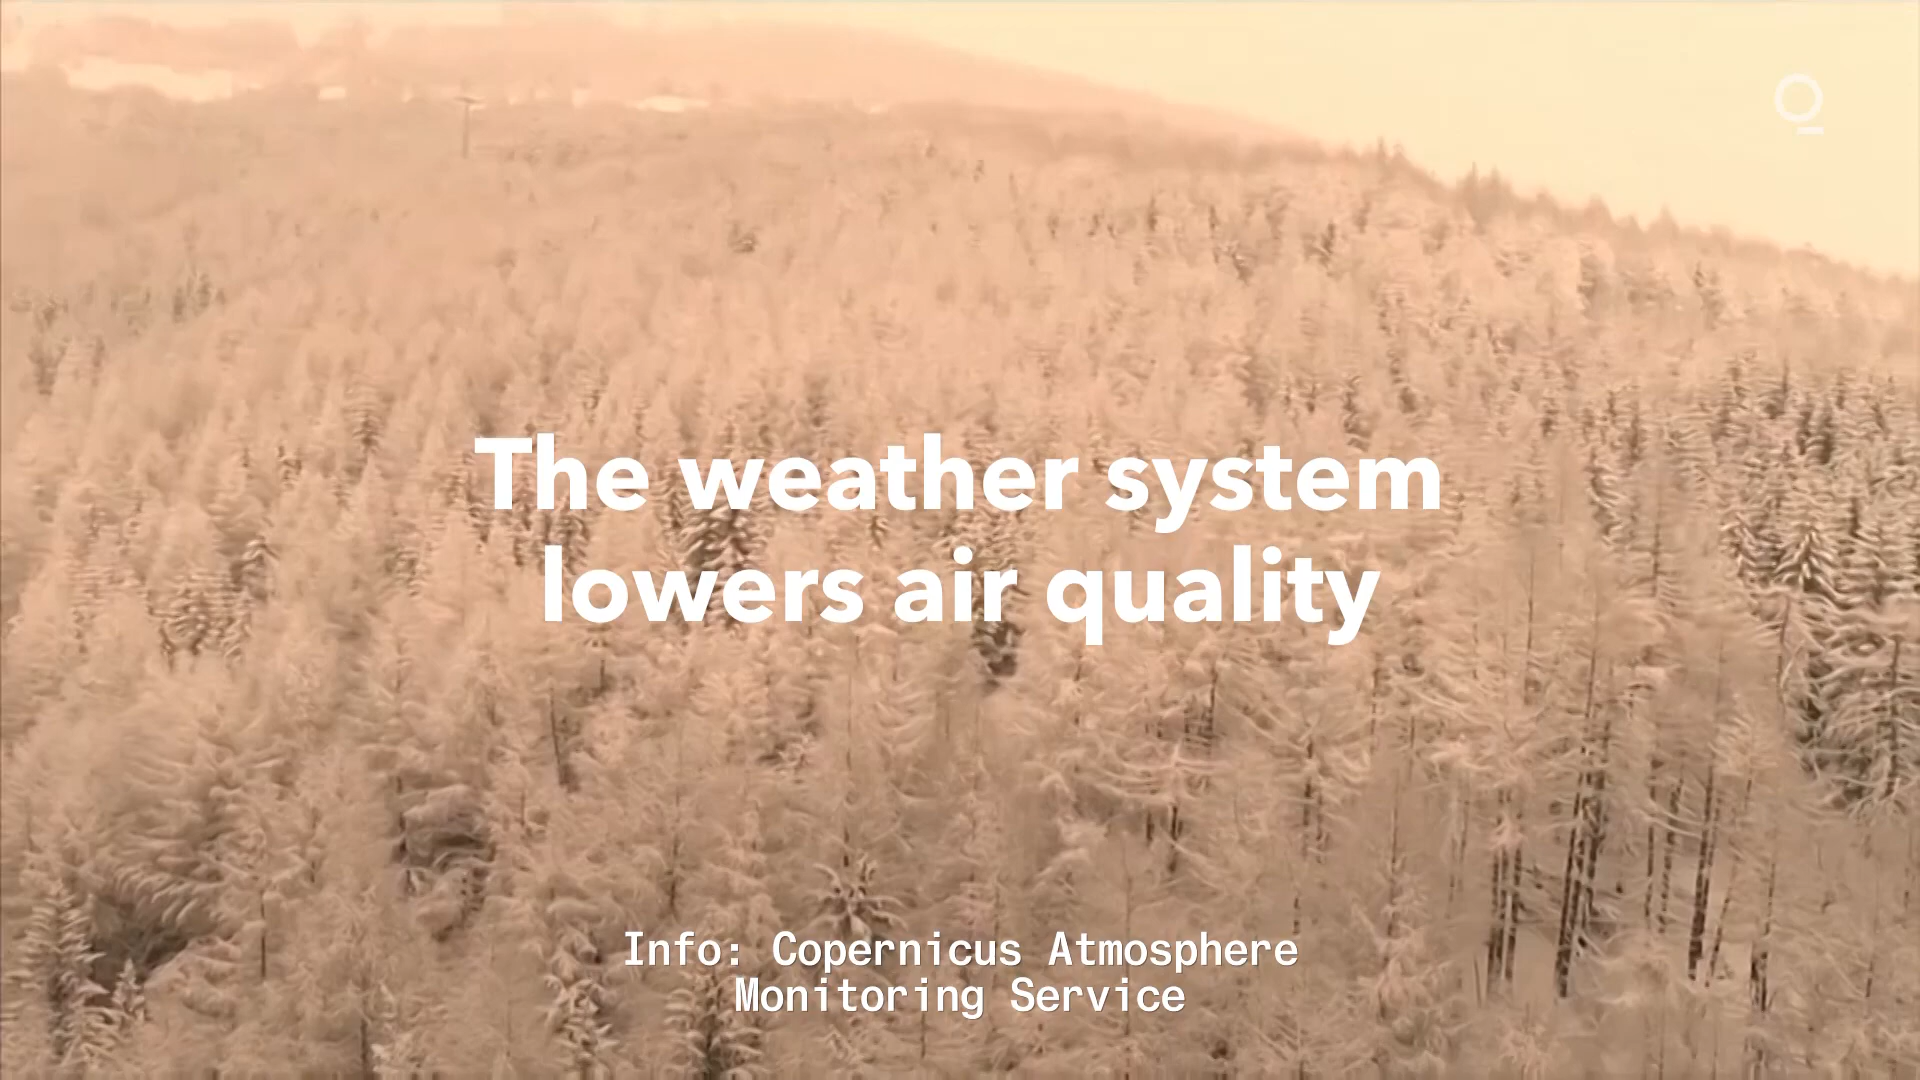 The weather system
lowers air quality
Info: Copernicus Atmosphere
Monitoring Service